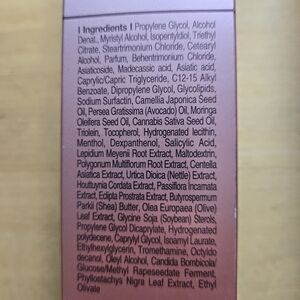 | Ingredients | Propylene Glycol, Alcohol
Denat., Myristyl Alcohol, Isopentyldiol, Triethyl
Citrate, Steartrimonium Chloride, Cetearyl
Alcohol, Parfum, Behentrimonium Chloride,
Asiaticoside, Madecassic acid, Asiatic acid,
Caprylic/Capric Triglyceride, C12-15 Alkyl
Benzoate, Dipropylene Glycol, Glycolipids,
Sodium Surfactin, Camellia Japonica Seed
Oil, Persea Gratissima (Avocado) Oil, Moringa
Oleifera Seed Oil, Cannabis Sativa Seed Oil,
Triolein, Tocopherol, Hydrogenated lecithin,
Menthol, Dexpanthenol, Salicylic Acid,
Lepidium Meyenii Root Extract, Maltodextrin,
Polygonum Multiflorum Root Extract, Centella
Asiatica Extract, Urtica Dioica (Nettle) Extract,
Houttuynia Cordata Extract, Passiflora Incarnata
Extract, Eclipta Prostrata Extract, Butyrospermum
Parkii (Shea) Butter, Olea Europaea (Olive)
Leaf Extract, Glycine Soja (Soybean) Sterols,
Propylene Glycol Dicaprylate, Hydrogenated
polydecene, Caprylyl Glycol, Isoamyl Laurate,
Ethylhexylglycerin, Tromethamine, Octyldo
decanol, Oleyl Alcohol, Candida Bombicola/
Glucose/Methyl Rapeseedate Ferment,
Phyllostachys Nigra Leaf Extract, Ethyl
Olivate